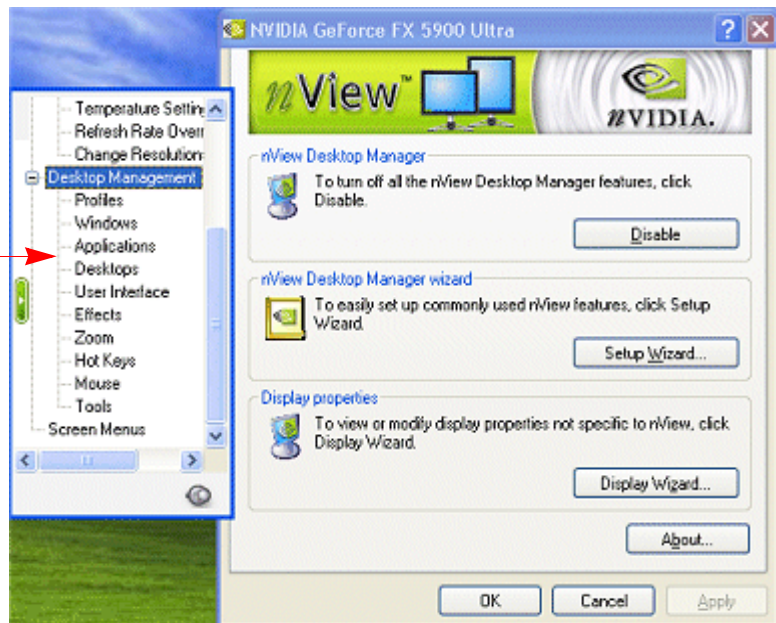 NVIDIA GeForce FX 5900 Ultra
nView™
nVIDIA.
Temperature
Refresh Rate
Change Resolution
Desktop Management
Profiles
Windows
Applications
Desktops
User Interface
Effects
Zoom
Hot Keys
Mouse
Tools
Screen Menus
nView Desktop Manager
To turn off all the nView Desktop Manager features, click
Disable.
Disable
nView Desktop Manager wizard
To easily set up commonly used nView features, click Setup
Wizard.
Setup Wizard...
Display properties
To view or modify display properties not specific to nView, click
Display Wizard.
Display Wizard...
About...
OK
Cancel
Apply